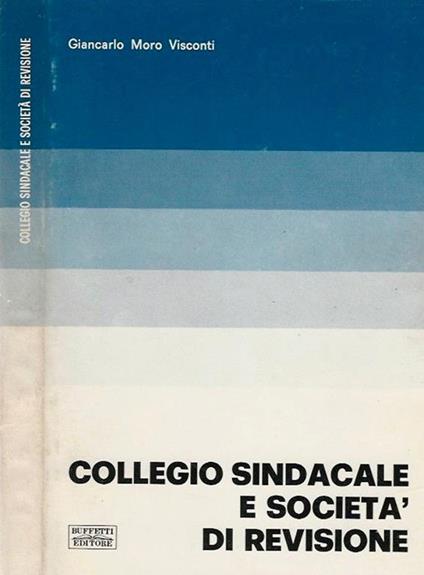 COLLEGIO SINDACALE E SOCIETÀ DI REVISIONE
Giancarlo Moro Visconti
COLLEGIO SINDACALE
E SOCIETA'
DI REVISIONE
BUFFETTI
EDITORE